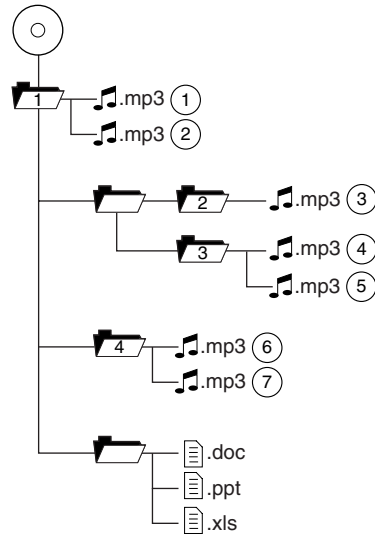 1 .mp3 1
.mp3 2
2 .mp3 3
3 .mp3 4
.mp3 5
4 .mp3 6
.mp3 7
.doc
.ppt
.xls